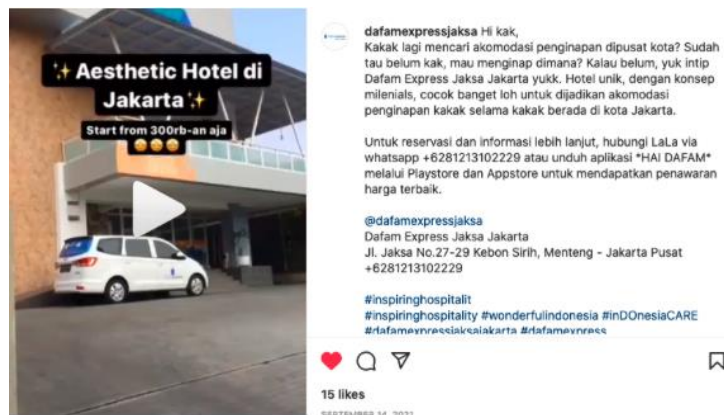 ✨Aesthetic Hotel di
Jakarta✨
Start from 300rb-an aja
🤩🤩🤩
dafamexpressjaksa Hi kak,
Kakak lagi mencari akomodasi penginapan dipusat kota? Sudah
tau belum kak, mau menginap dimana? Kalau belum, yuk intip
Dafam Express Jaksa Jakarta yukk. Hotel unik, dengan konsep
milenials, cocok banget loh untuk dijadikan akomodasi
penginapan kakak selama kakak berada di kota Jakarta.
Untuk reservasi dan informasi lebih lanjut, hubungi LaLa via
whatsapp +6281213102229 atau unduh aplikasi *HAI DAFAM*
melalui Playstore dan Appstore untuk mendapatkan penawaran
harga terbaik.
@dafamexpressjaksa
Dafam Express Jaksa Jakarta
Jl. Jaksa No.27-29 Kebon Sirih, Menteng - Jakarta Pusat
+6281213102229
#inspiringhospitalit
#inspiringhospitality #wonderfulindonesia #inDOnesiaCARE
#dafamexpressjaksajakarta #dafamexpress
15 likes
SEPTEMBER 14, 2021